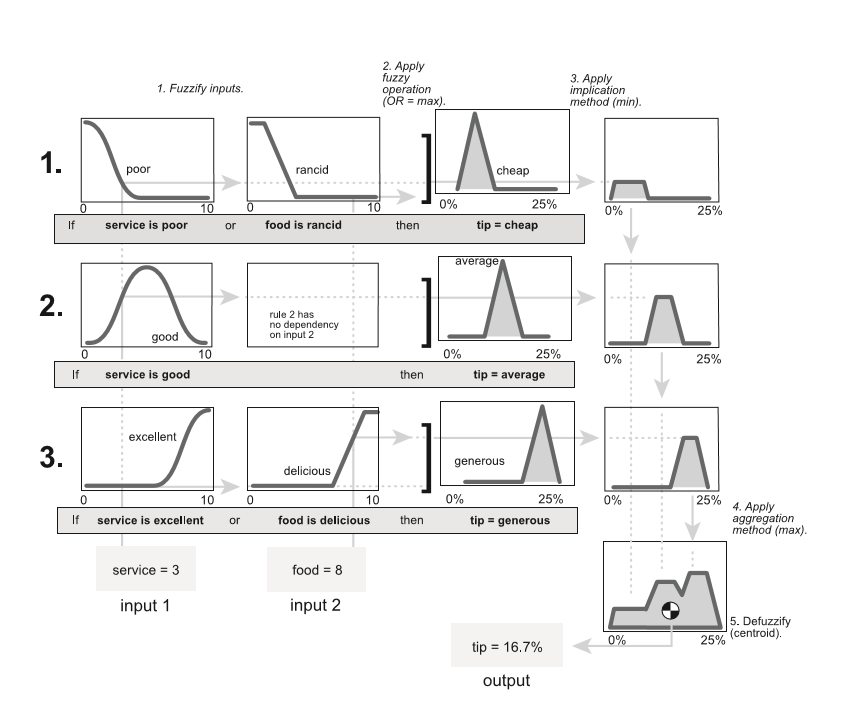 1. Fuzzify inputs.
2. Apply
fuzzy
operation
(OR = max).
3. Apply
implication
method (min).
1.
poor
rancid
cheap
0 10
0 10
0% 25%
0% 25%
If service is poor or food is rancid then tip = cheap
2.
good
rule 2 has
no dependency
on input 2
average
0 10
0% 25%
0% 25%
If service is good then tip = average
3.
excellent
delicious
generous
0 10
0 10
0% 25%
0% 25%
If service is excellent or food is delicious then tip = generous
4. Apply
aggregation
method (max).
service = 3
input 1
food = 8
input 2
0% 25%
5. Defuzzify
(centroid).
tip = 16.7%
output